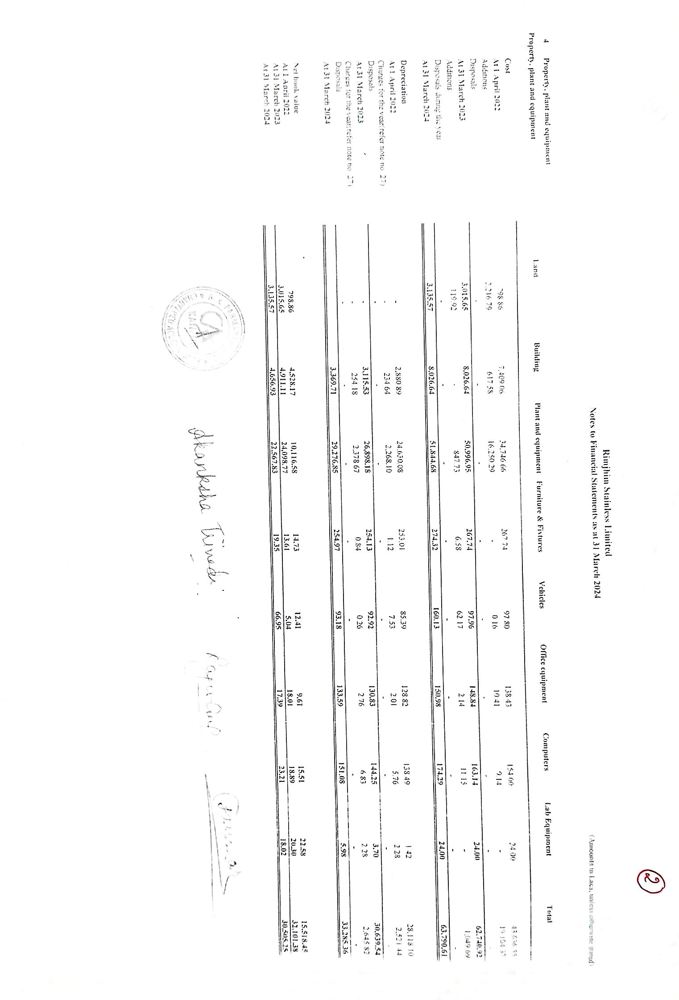 2
Rimjhim Stainless Limited
Notes to Financial Statements as at 31 March 2024
(Amounts in Lacs, unless otherwise stated)
4 Property, plant and equipment
Property, plant and equipment
Land Building Plant and equipment Furniture & Fixtures Vehicles Office equipment Computers Lab Equipment Total
Cost
At 1 April 2022 798.86 7,409.06 34,746.66 267.74 97.80 138.43 154.00 24.00 43,636.55
Additions 2,216.79 617.58 16,250.29 - 0.16 10.41 9.14 - 19,104.37
Disposals - - - - - - - -
At 31 March 2023 3,015.65 8,026.64 50,996.95 267.74 97.96 148.84 163.14 24.00 62,740.92
Additions 119.92 - 847.73 6.58 62.17 2.14 11.15 - 1,049.69
Disposals during the year - - - - - - - - -
At 31 March 2024 3,135.57 8,026.64 51,844.68 274.32 160.13 150.98 174.29 24.00 63,790.61
Depreciation
At 1 April 2022 - 2,880.89 24,630.08 253.01 85.39 128.82 138.49 1.42 28,118.10
Charges for the year(refer note no. 27) - 234.64 2,268.10 1.12 7.53 2.01 5.76 2.28 2,521.44
Disposals - - - - - - - - -
At 31 March 2023 - 3,115.53 26,898.18 254.13 92.92 130.83 144.25 3.70 30,639.54
Charges for the year(refer note no. 27) - 254.18 2,378.67 0.84 0.26 2.76 6.83 2.28 2,645.82
Disposals - - - - - - - - -
At 31 March 2024 3,369.71 29,276.85 254.97 93.18 133.59 151.08 5.98 33,285.36
Net book value
At 1 April 2022 798.86 4,528.17 10,116.58 14.73 12.41 9.61 15.51 22.58 15,518.45
At 31 March 2023 3,015.65 4,911.11 24,098.77 13.61 5.04 18.01 18.89 20.30 32,101.38
At 31 March 2024 3,135.57 4,656.93 22,567.83 19.35 66.95 17.39 23.21 18.02 30,505.25
Akanksha Trivedi